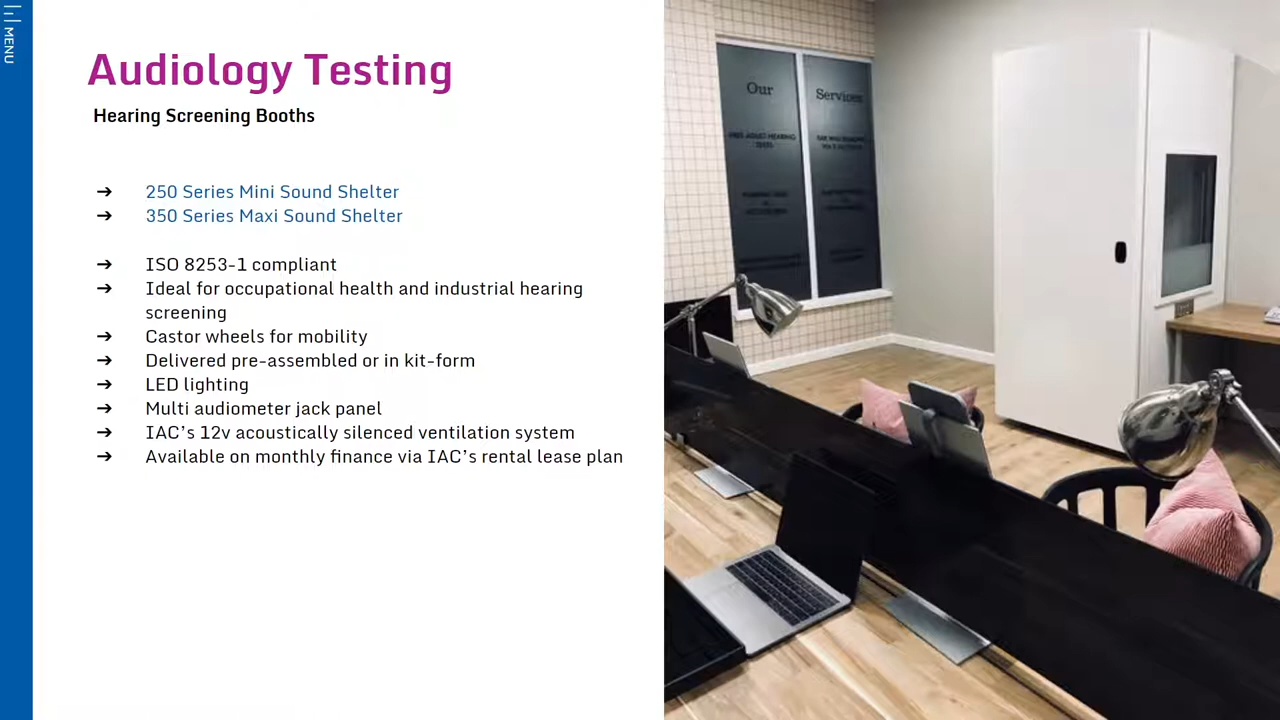 MENU
Audiology Testing
Hearing Screening Booths
➔ 250 Series Mini Sound Shelter
➔ 350 Series Maxi Sound Shelter
➔ ISO 8253-1 compliant
➔ Ideal for occupational health and industrial hearing
screening
➔ Castor wheels for mobility
➔ Delivered pre-assembled or in kit-form
➔ LED lighting
➔ Multi audiometer jack panel
➔ IAC's 12v acoustically silenced ventilation system
➔ Available on monthly finance via IAC's rental lease plan
Our Services